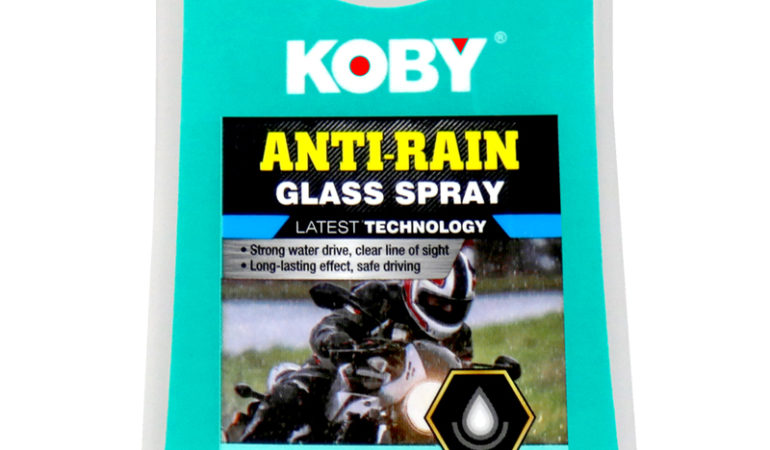 KOBY®
ANTI-RAIN
GLASS SPRAY
LATEST TECHNOLOGY
• Strong water drive, clear line of sight
• Long-lasting effect, safe driving